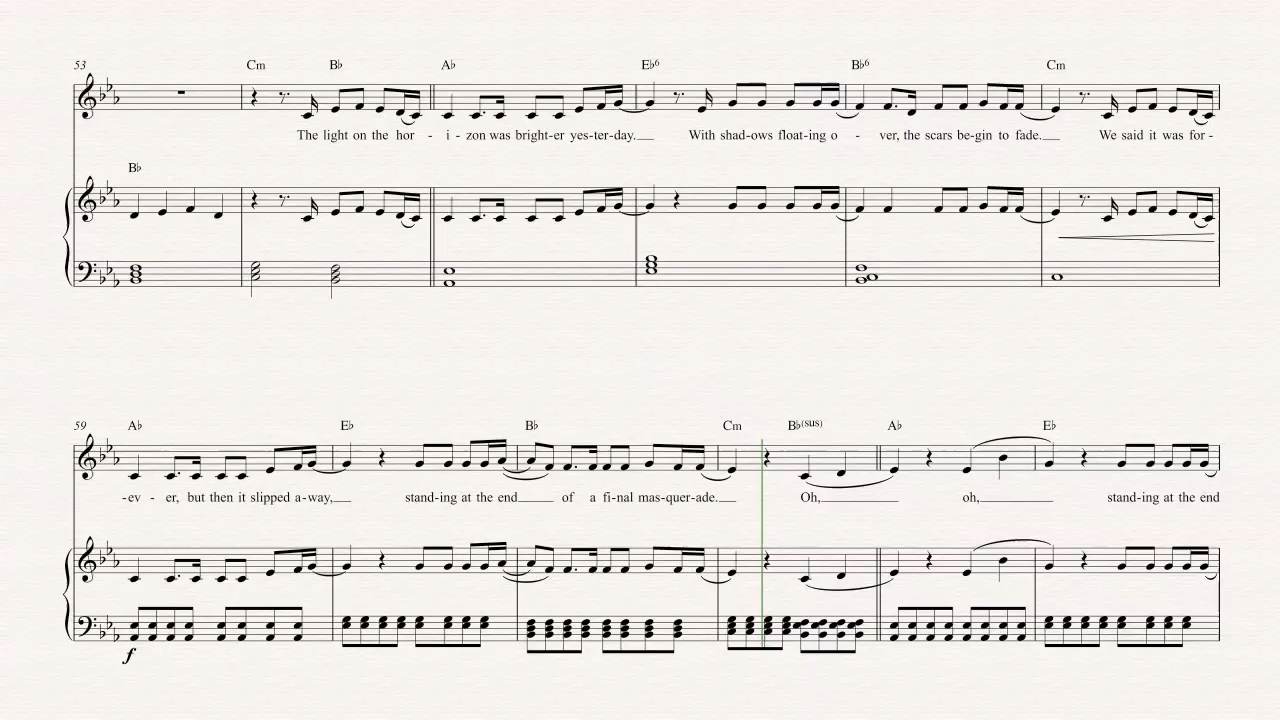 53 Cm B♭ A♭ E♭6 B♭6 Cm
The light on the hor - i - zon was bright-er yes-ter-day. With shad-ows float-ing o - ver, the scars be-gin to fade. We said it was for -
B♭
59 A♭ E♭ B♭ Cm B♭(sus) A♭ E♭
-ev - er, but then it slipped a-way, stand-ing at the end of a fi-nal mas-quer-ade. Oh, oh, stand-ing at the end
f